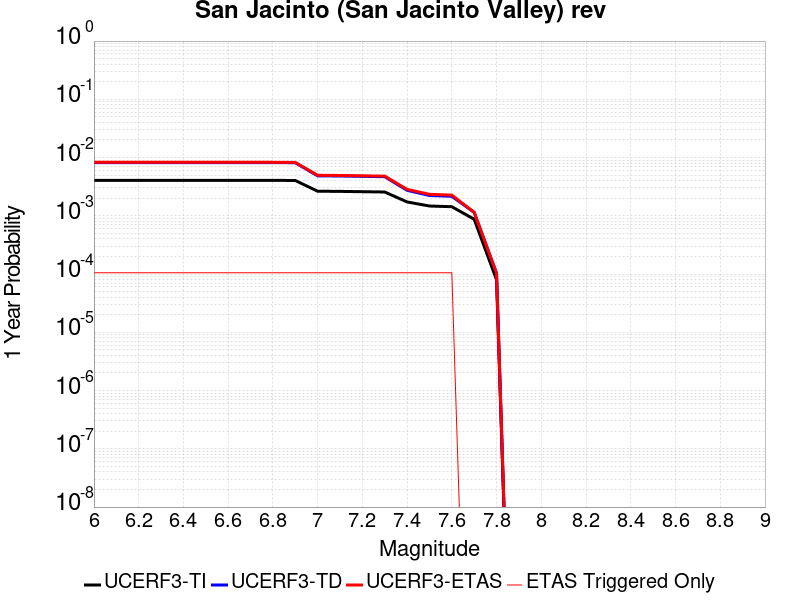 San Jacinto (San Jacinto Valley) rev
10^0
10^-1
10^-2
10^-3
10^-4
10^-5
10^-6
10^-7
10^-8
1 Year Probability
6 6.2 6.4 6.6 6.8 7 7.2 7.4 7.6 7.8 8 8.2 8.4 8.6 8.8 9
Magnitude
UCERF3-TI UCERF3-TD UCERF3-ETAS ETAS Triggered Only